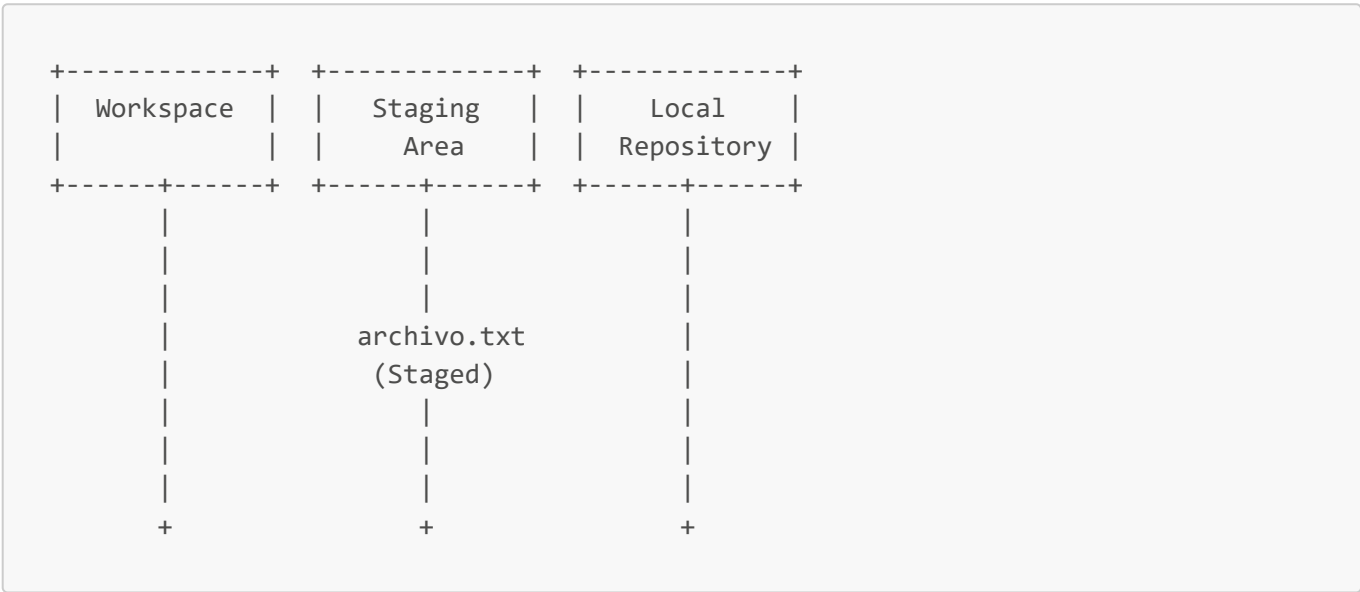 +-------------+  +-------------+  +-------------+
|  Workspace  |  |   Staging   |  |    Local    |
|             |  |     Area    |  |  Repository |
+------+------+  +------+------+  +------+------+
       |                |                |
       |                |                |
       |                |                |
       |           archivo.txt           |
       |            (Staged)             |
       |                |                |
       |                |                |
       |                |                |
       +                +                +